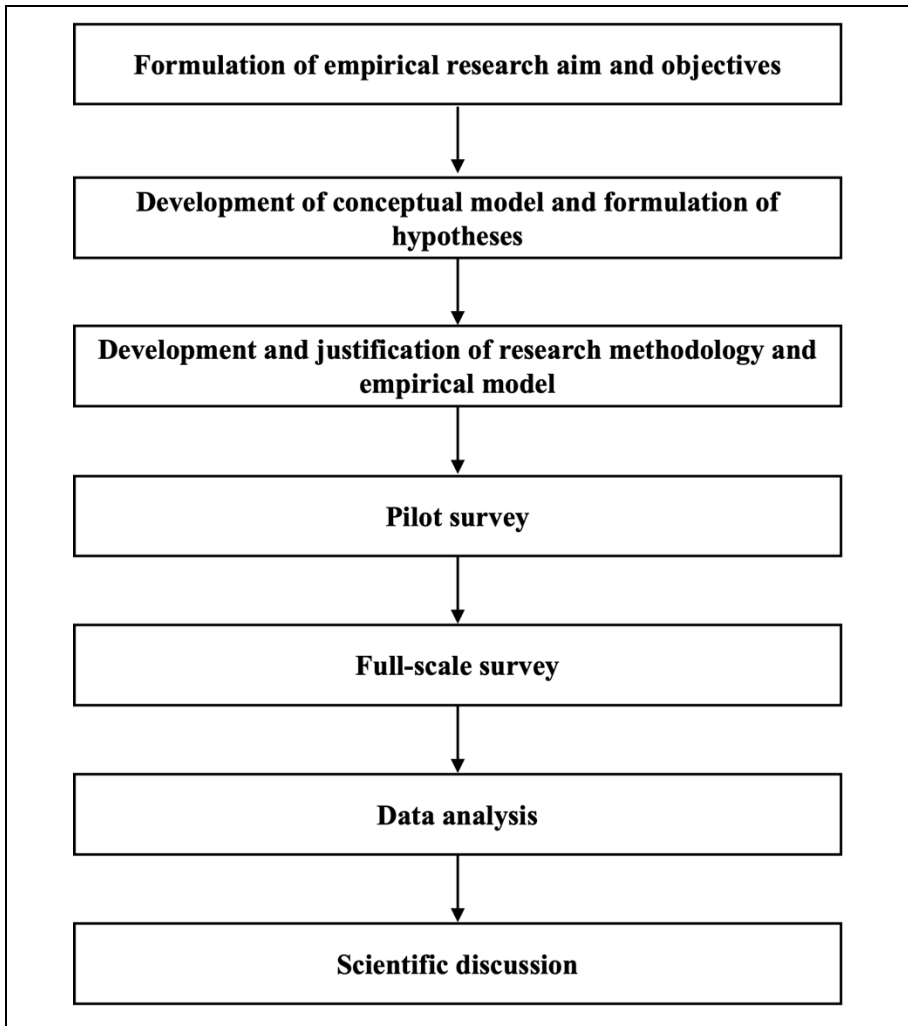 Formulation of empirical research aim and objectives
Development of conceptual model and formulation of
hypotheses
Development and justification of research methodology and
empirical model
Pilot survey
Full-scale survey
Data analysis
Scientific discussion